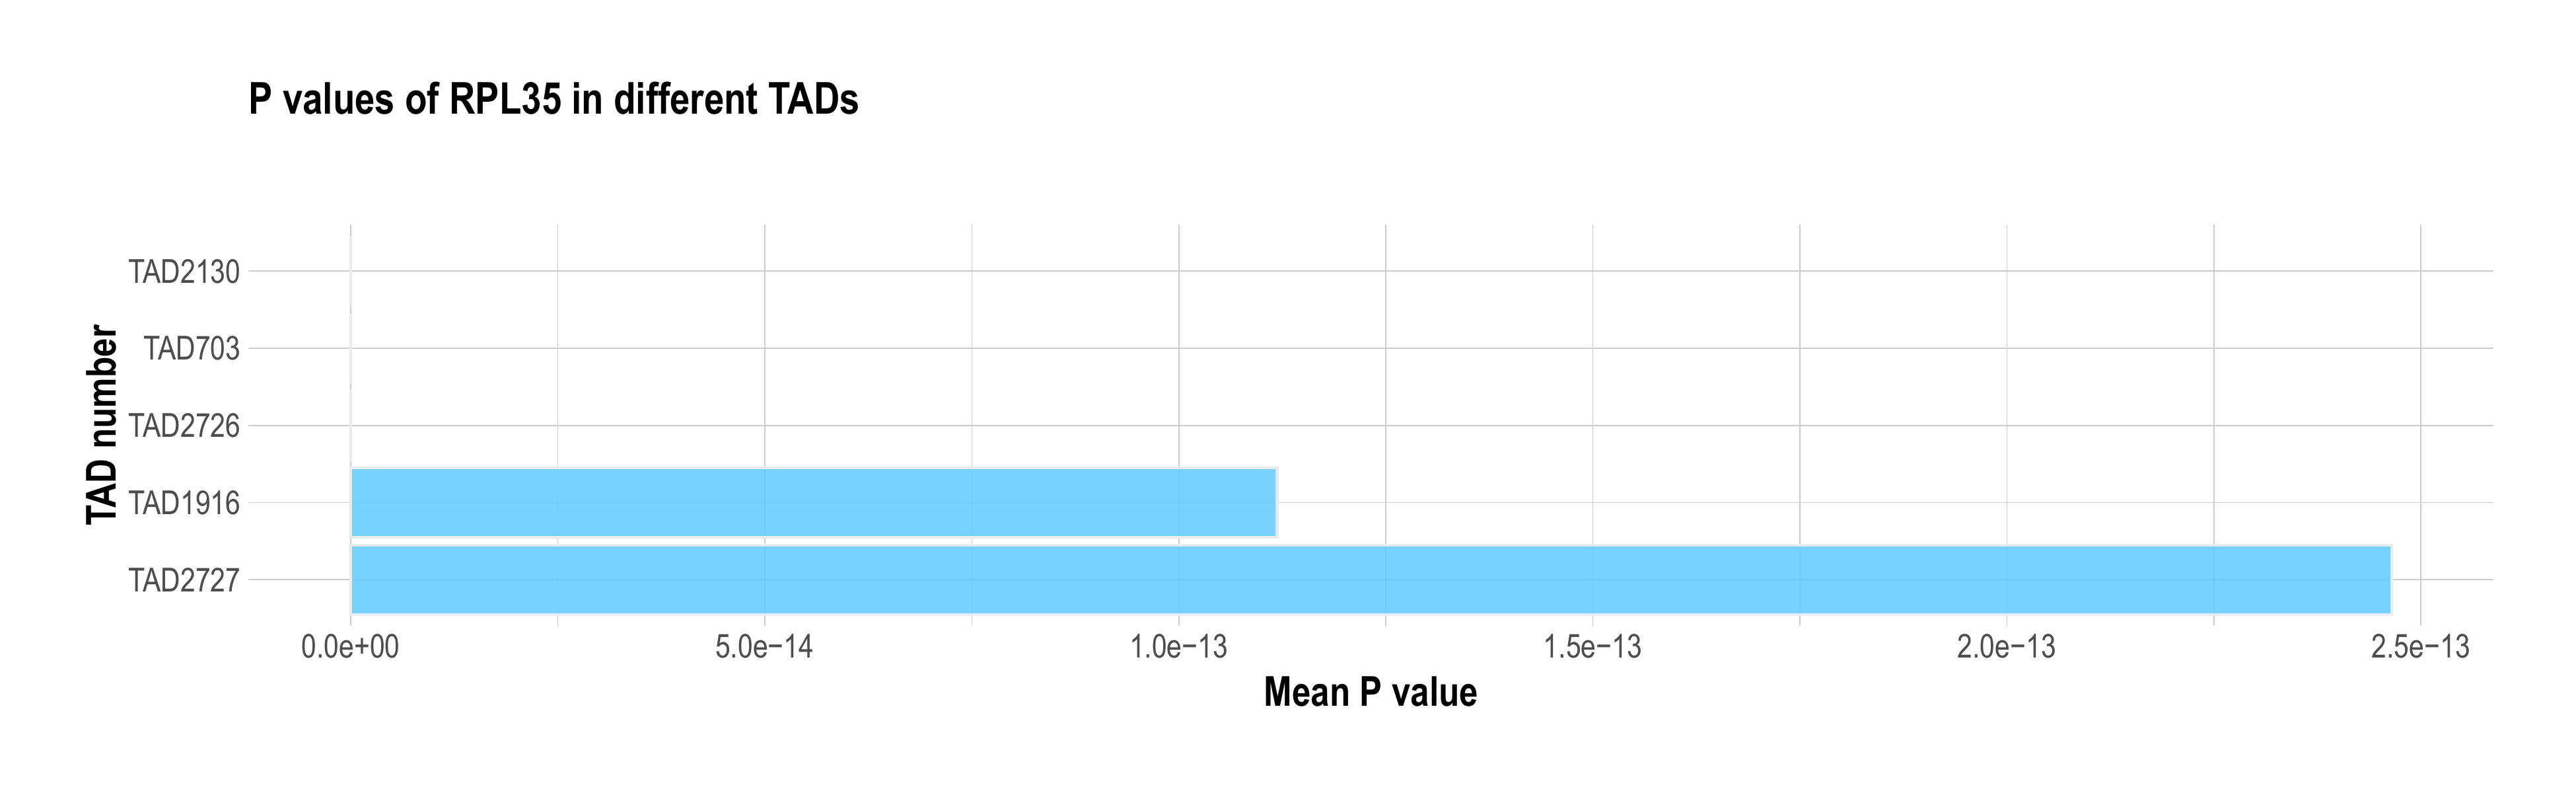 P values of RPL35 in different TADs
TAD number
TAD2130
TAD703
TAD2726
TAD1916
TAD2727
0.0e+00 5.0e−14 1.0e−13 1.5e−13 2.0e−13 2.5e−13
Mean P value